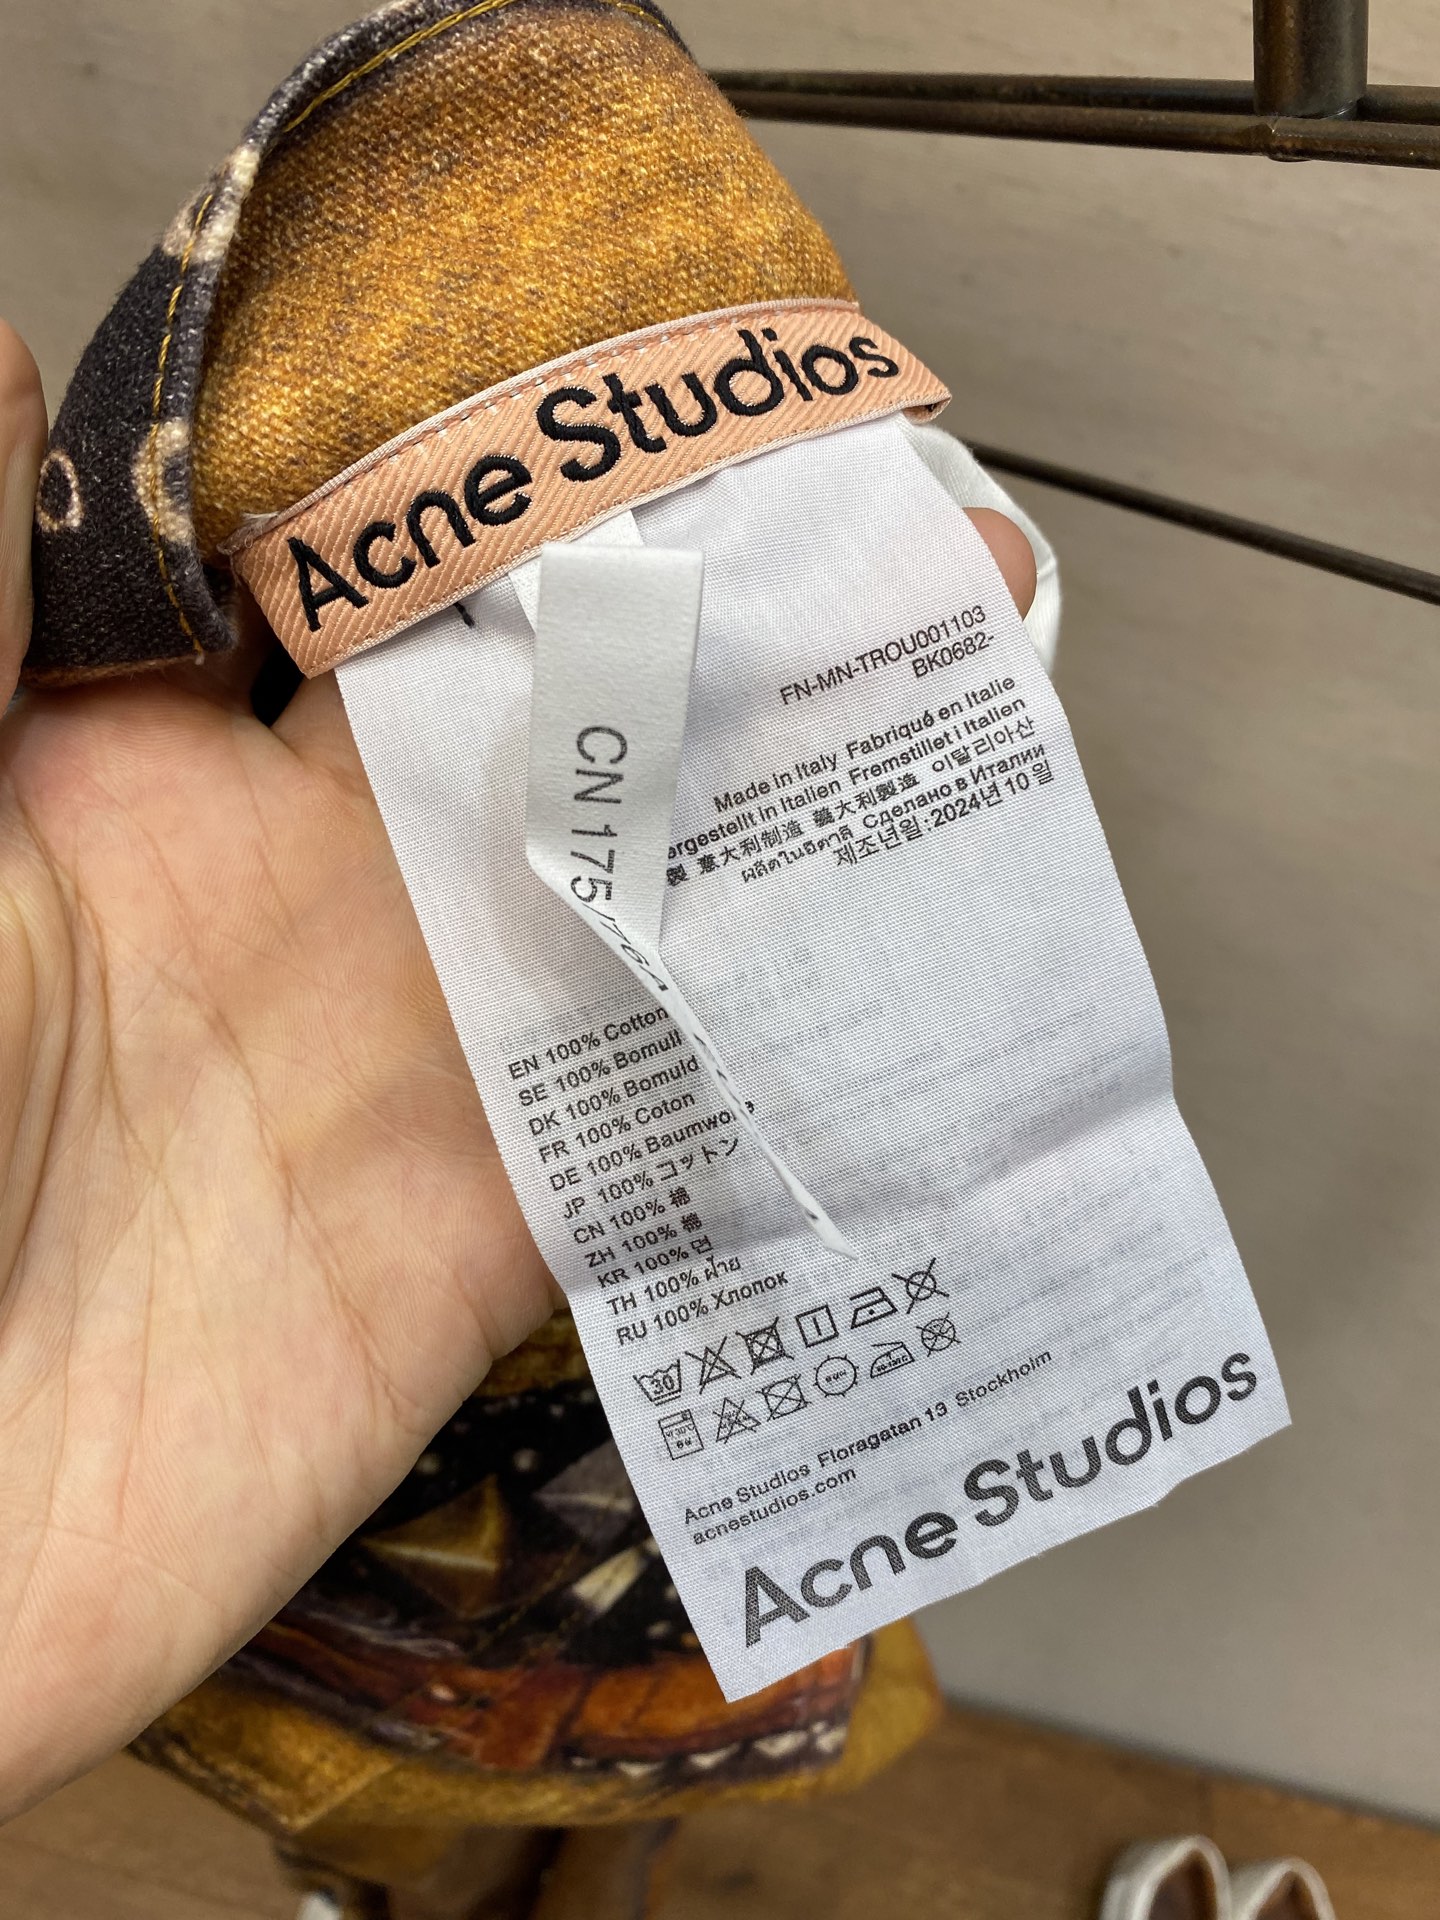 Acne Studios
CN 175/76A
FN-MN-TROU001103
BK0682-
Made in Italy Fabriqué en Italie
ergestellt in Italien Fremstillet i Italien
製 意大利制造 義大利製造 이탈리아산
ผลิตในอิตาลี Сделано в Италии
제조년월:2024년 10 월
EN 100% Cotton
SE 100% Bomull
DK 100% Bomuld
FR 100% Coton
DE 100% Baumwolle
JP 100% コットン
CN 100% 棉
ZH 100% 棉
KR 100% 면
TH 100% ฝ้าย
RU 100% Хлопок
30
Acne Studios Floragatan 13 Stockholm
acnestudios.com
Acne Studios